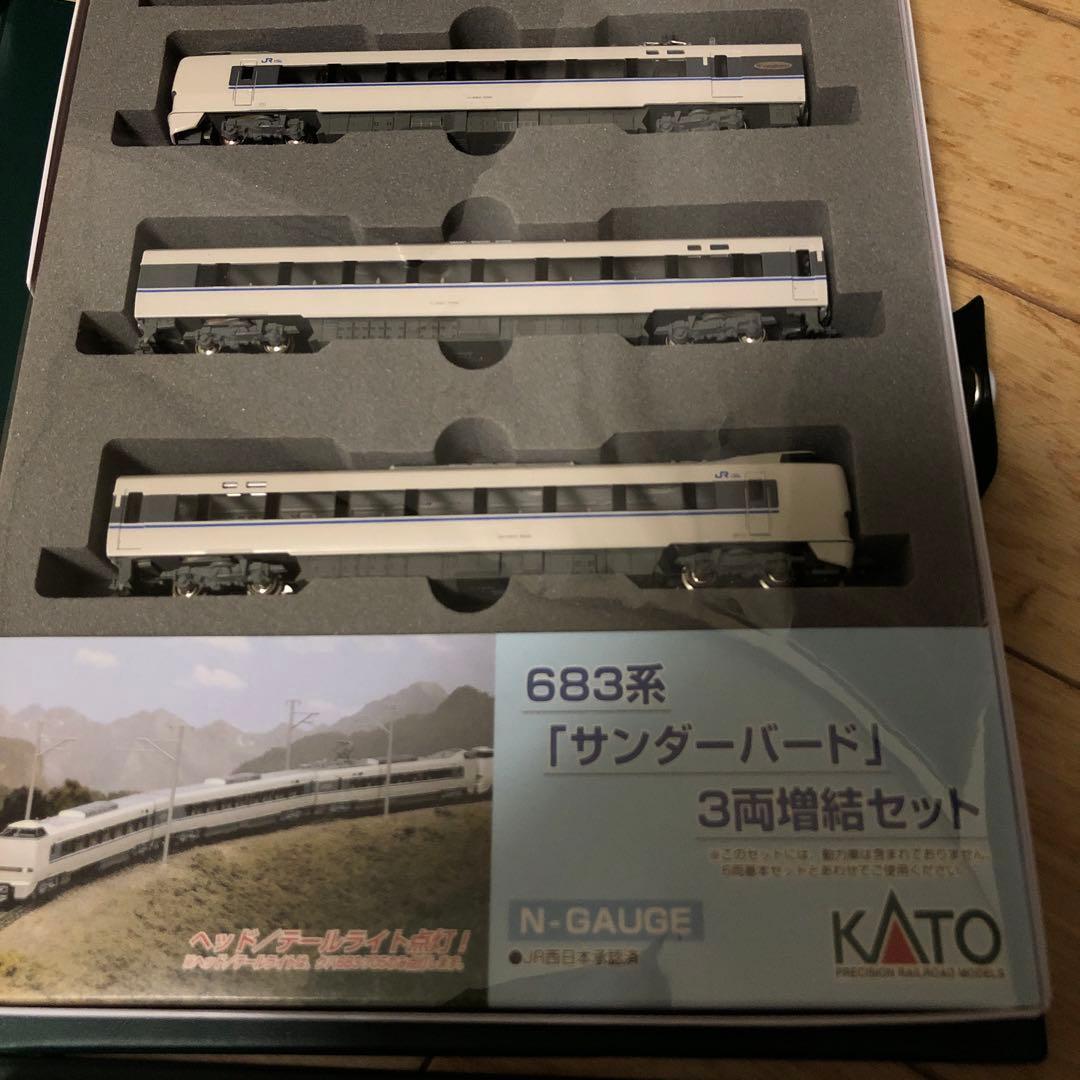 JR
JR
683系
「サンダーバード」
3両増結セット
※このセットには、動力車は含まれておりません。
5両基本セットとあわせてご使用ください
ヘッド/テールライト点灯!
N-GAUGE
●JR西日本承認済
KATO
PRECISION RAILROAD MODELS